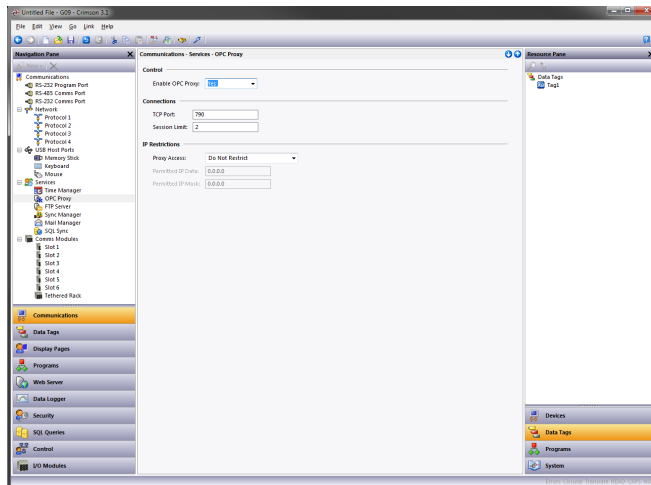 Untitled File - G09 - Crimson 3.1
File Edit View Go Link Help
Navigation Pane
Communications - Services - OPC Proxy
Resource Pane
Communications
RS-232 Program Port
RS-485 Comms Port
RS-232 Comms Port
Network
Protocol 1
Protocol 2
Protocol 3
Protocol 4
USB Host Ports
Memory Stick
Keyboard
Mouse
Services
Time Manager
OPC Proxy
FTP Server
Sync Manager
Mail Manager
SQL Sync
Comms Modules
Slot 1
Slot 2
Slot 3
Slot 4
Slot 5
Slot 6
Tethered Rack
Communications
Data Tags
Display Pages
Programs
Web Server
Data Logger
Security
SQL Queries
Control
I/O Modules
Control
Enable OPC Proxy: Yes
Connections
TCP Port: 790
Session Limit: 2
IP Restrictions
Proxy Access: Do Not Restrict
Permitted IP Data: 0.0.0.0
Permitted IP Mask: 0.0.0.0
Data Tags
Tag1
Devices
Data Tags
Programs
System